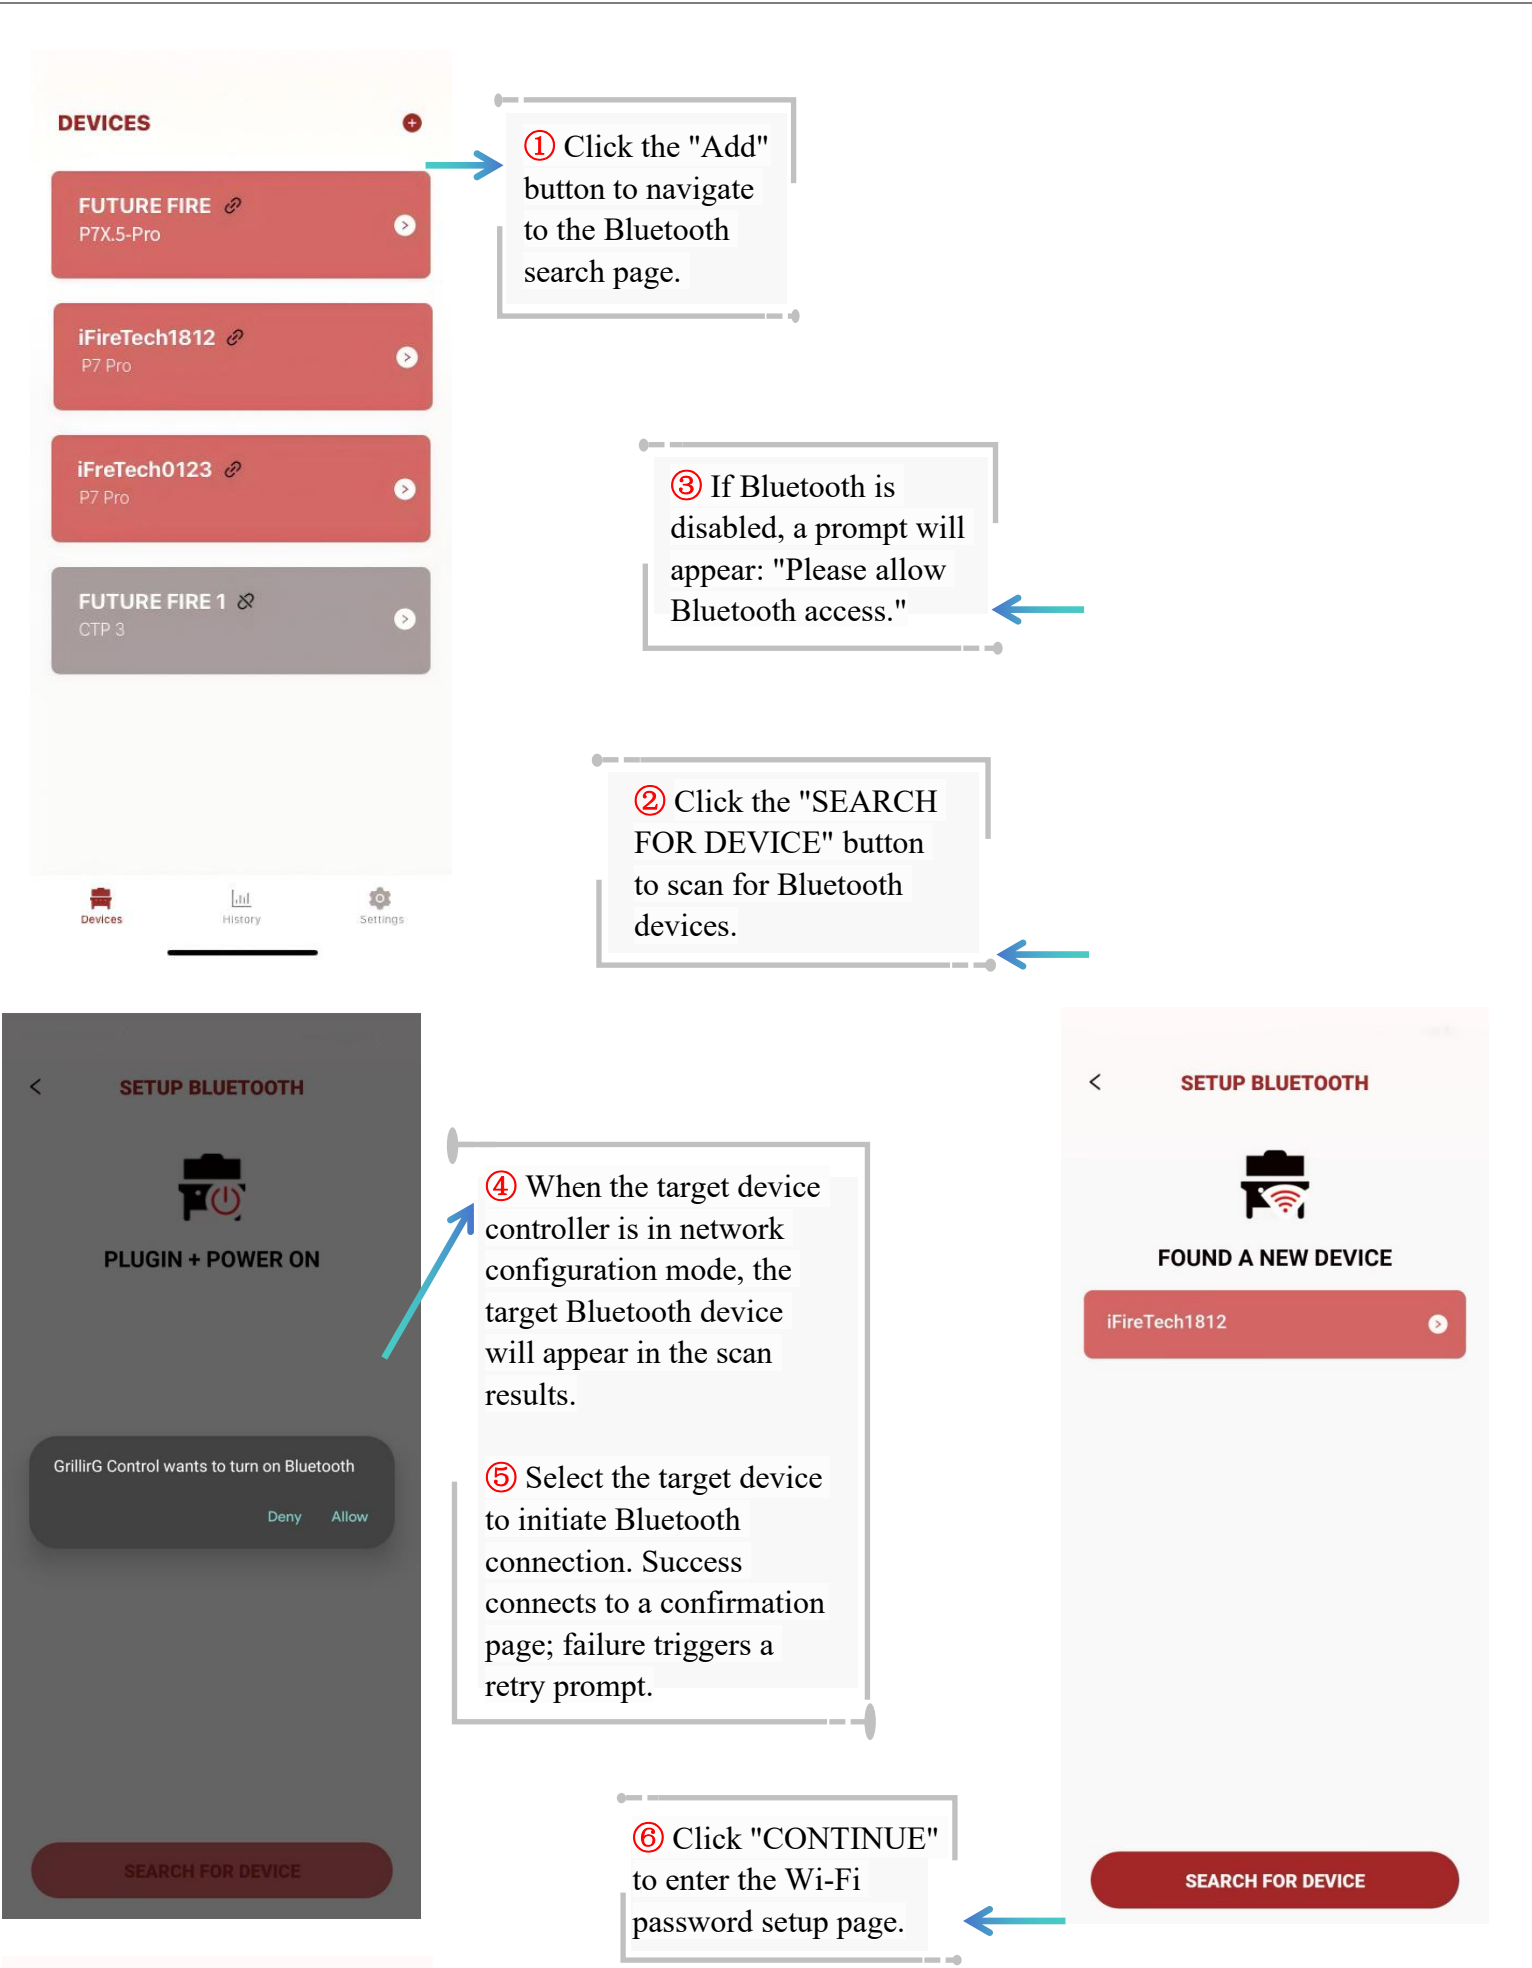 DEVICES
FUTURE FIRE
P7X.5-Pro
iFireTech1812
P7 Pro
iFreTech0123
P7 Pro
FUTURE FIRE 1
CTP 3
Devices
History
Settings
① Click the "Add"
button to navigate
to the Bluetooth
search page.
③ If Bluetooth is
disabled, a prompt will
appear: "Please allow
Bluetooth access."
② Click the "SEARCH
FOR DEVICE" button
to scan for Bluetooth
devices.
SETUP BLUETOOTH
PLUGIN + POWER ON
GrillirG Control wants to turn on Bluetooth
Deny Allow
SEARCH FOR DEVICE
④ When the target device
controller is in network
configuration mode, the
target Bluetooth device
will appear in the scan
results.
⑤ Select the target device
to initiate Bluetooth
connection. Success
connects to a confirmation
page; failure triggers a
retry prompt.
⑥ Click "CONTINUE"
to enter the Wi-Fi
password setup page.
SETUP BLUETOOTH
FOUND A NEW DEVICE
iFireTech1812
SEARCH FOR DEVICE